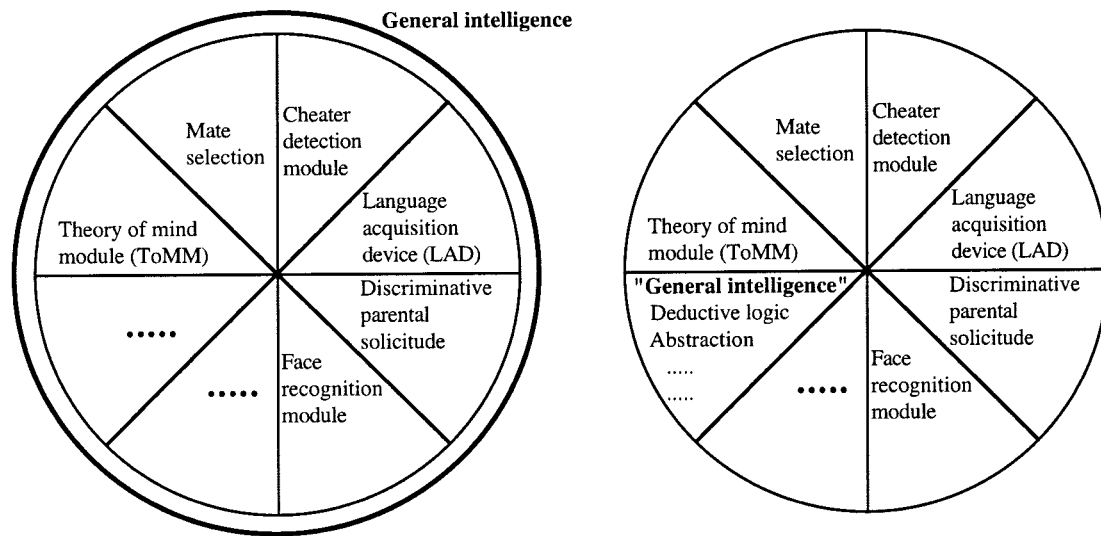 General intelligence
Mate
selection
Cheater
detection
module
Theory of mind
module (ToMM)
Language
acquisition
device (LAD)
Discriminative
parental
solicitude
.....
.....
Face
recognition
module
Mate
selection
Cheater
detection
module
Theory of mind
module (ToMM)
Language
acquisition
device (LAD)
"General intelligence"
Deductive logic
Abstraction
.....
.....
Discriminative
parental
solicitude
.....
Face
recognition
module